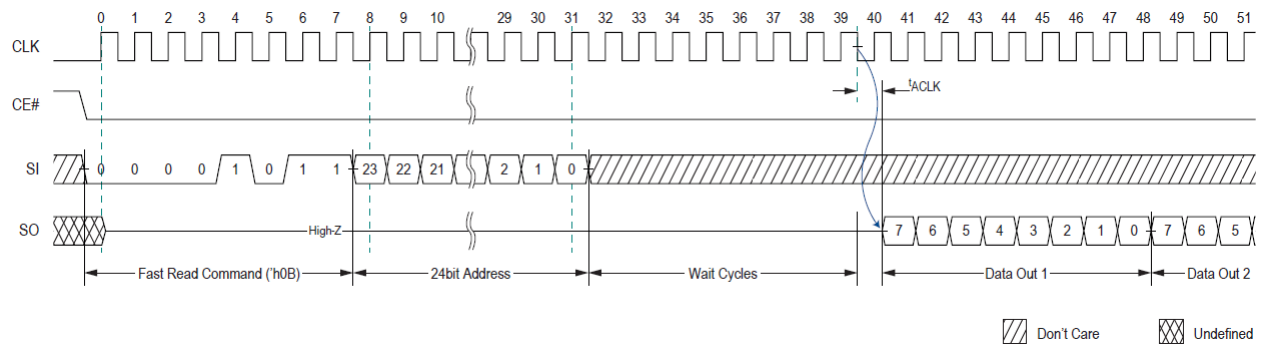 0 1 2 3 4 5 6 7 8 9 10 29 30 31 32 33 34 35 36 37 38 39 40 41 42 43 44 45 46 47 48 49 50 51
CLK
CE#
tACLK
SI 0 0 0 0 1 0 1 1 23 22 21 2 1 0
SO High-Z 7 6 5 4 3 2 1 0 7 6 5
Fast Read Command ('h0B) 24bit Address Wait Cycles Data Out 1 Data Out 2
Don't Care Undefined